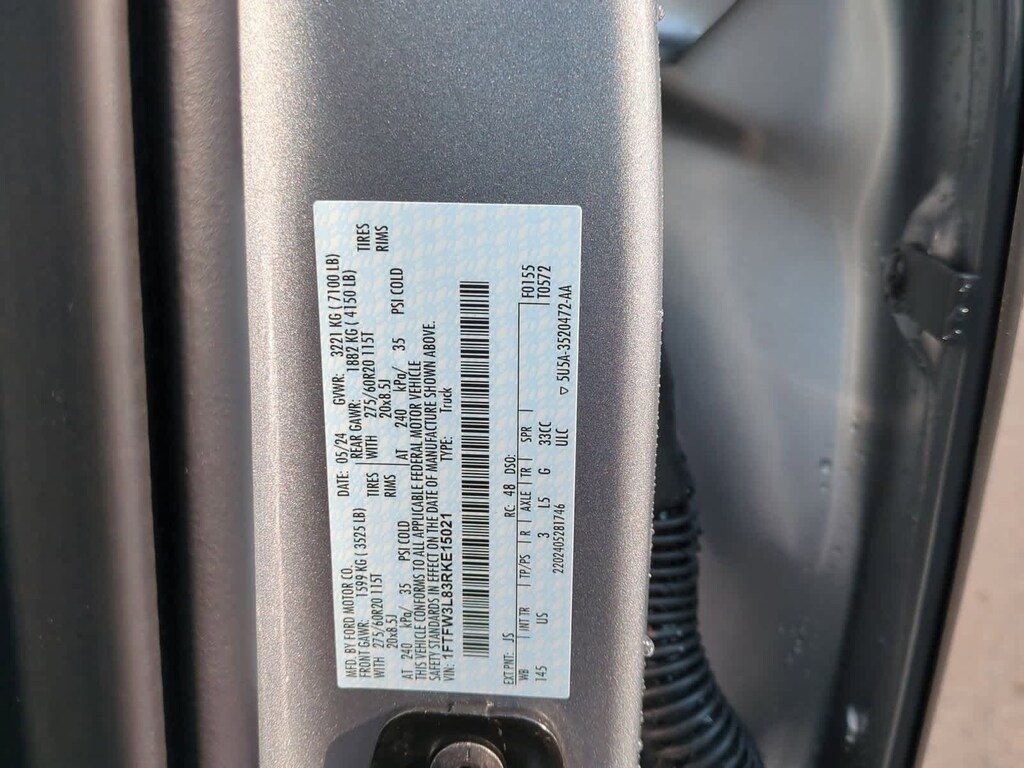 MFD. BY FORD MOTOR CO. DATE: 05/24 GVWR: 3221 KG ( 7100 LB)
FRONT GAWR: 1599 KG ( 3525 LB) REAR GAWR: 1882 KG ( 4150 LB)
WITH 275/60R20 115T TIRES WITH 275/60R20 115T TIRES
20x8.5J RIMS 20x8.5J RIMS
AT 240 kPa/ 35 PSI COLD AT 240 kPa/ 35 PSI COLD
THIS VEHICLE CONFORMS TO ALL APPLICABLE FEDERAL MOTOR VEHICLE
SAFETY STANDARDS IN EFFECT ON THE DATE OF MANUFACTURE SHOWN ABOVE.
VIN: 1FTFW3L83RKE15021 TYPE: Truck
EXT PNT: JS RC: 48 DSO: F0155
WB INT TR TP/PS R AXLE TR SPR T0572
145 US 3 L5 G 33CC
2202405281746 ULC ▽ 5U5A-3520472-AA